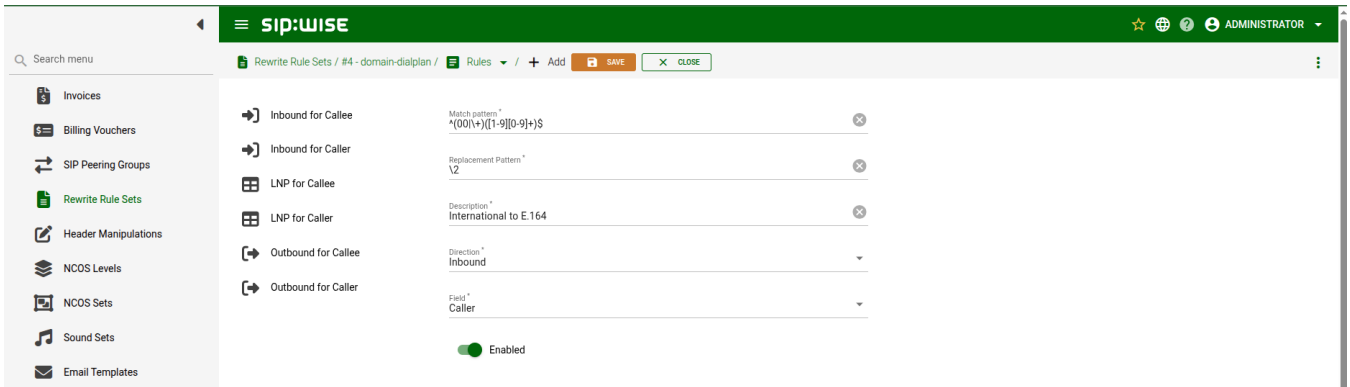 sip:wise
ADMINISTRATOR
Search menu
Rewrite Rule Sets / #4 - domain-dialplan / Rules / + Add SAVE X CLOSE
Invoices
Billing Vouchers
SIP Peering Groups
Rewrite Rule Sets
Header Manipulations
NCOS Levels
NCOS Sets
Sound Sets
Email Templates
Inbound for Callee
Inbound for Caller
LNP for Callee
LNP for Caller
Outbound for Callee
Outbound for Caller
Match pattern *
^(00|\+)([1-9][0-9]+)$
Replacement Pattern *
\2
Description *
International to E.164
Direction *
Inbound
Field *
Caller
Enabled